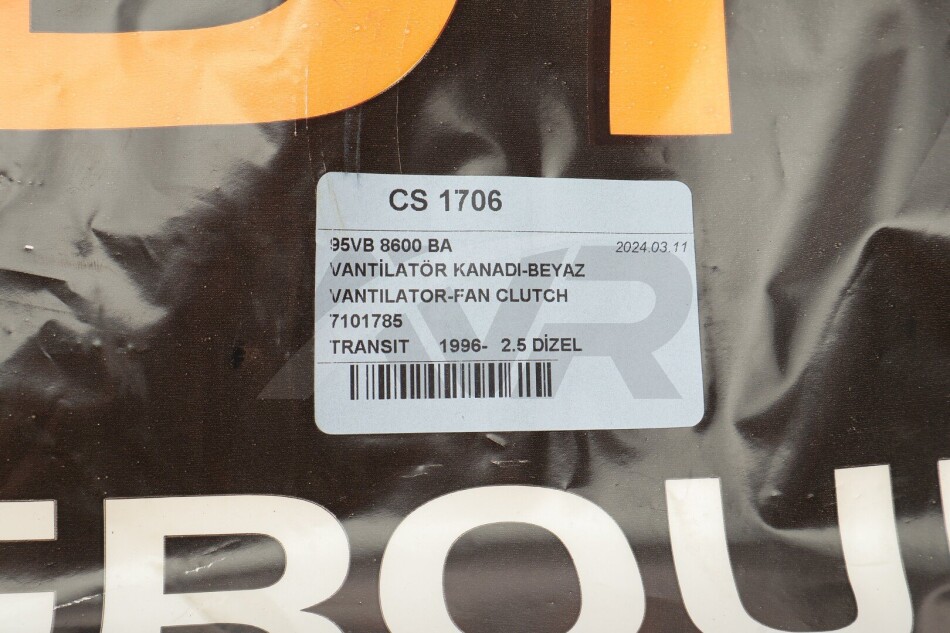 CS 1706
95VB 8600 BA 2024.03.11
VANTİLATÖR KANADI-BEYAZ
VANTILATOR-FAN CLUTCH
7101785
TRANSIT 1996- 2.5 DİZEL
AVR